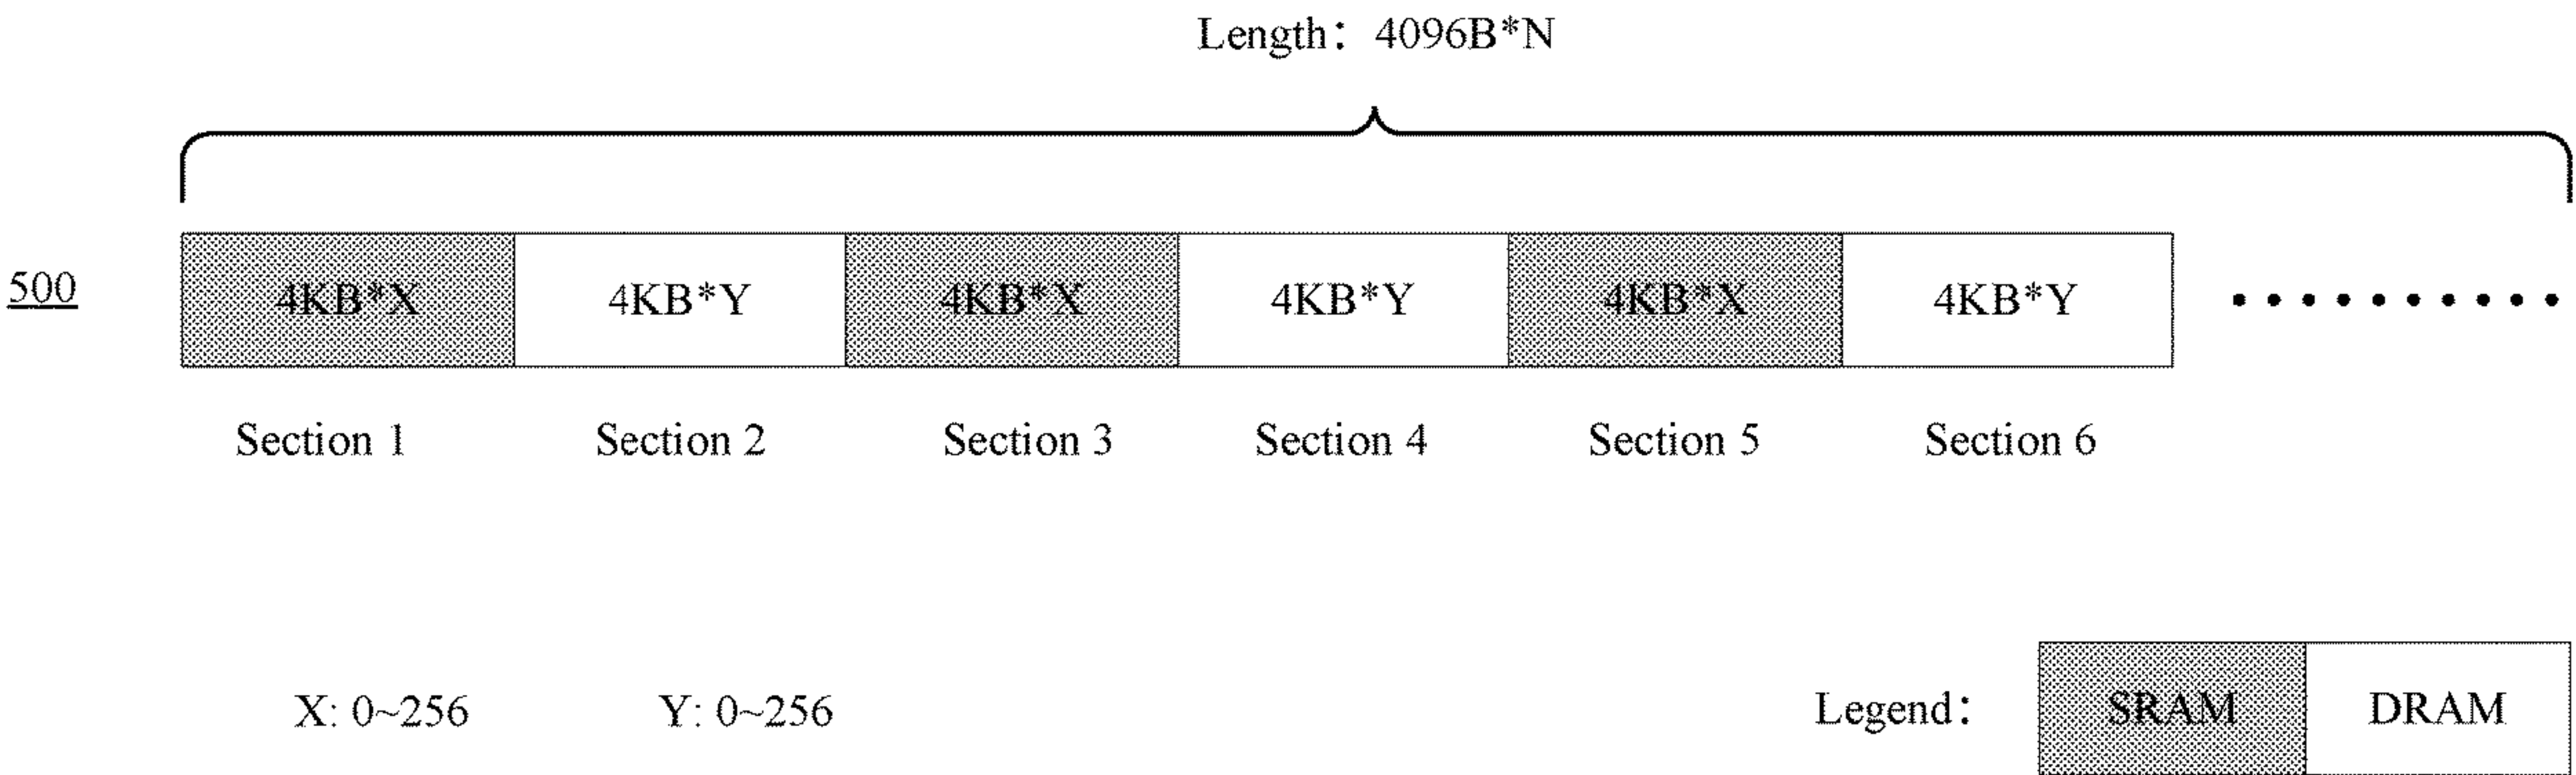 Length: 4096B*N
500
4KB*X 4KB*Y 4KB*X 4KB*Y 4KB*X 4KB*Y
Section 1 Section 2 Section 3 Section 4 Section 5 Section 6
X: 0~256 Y: 0~256 Legend: SRAM DRAM